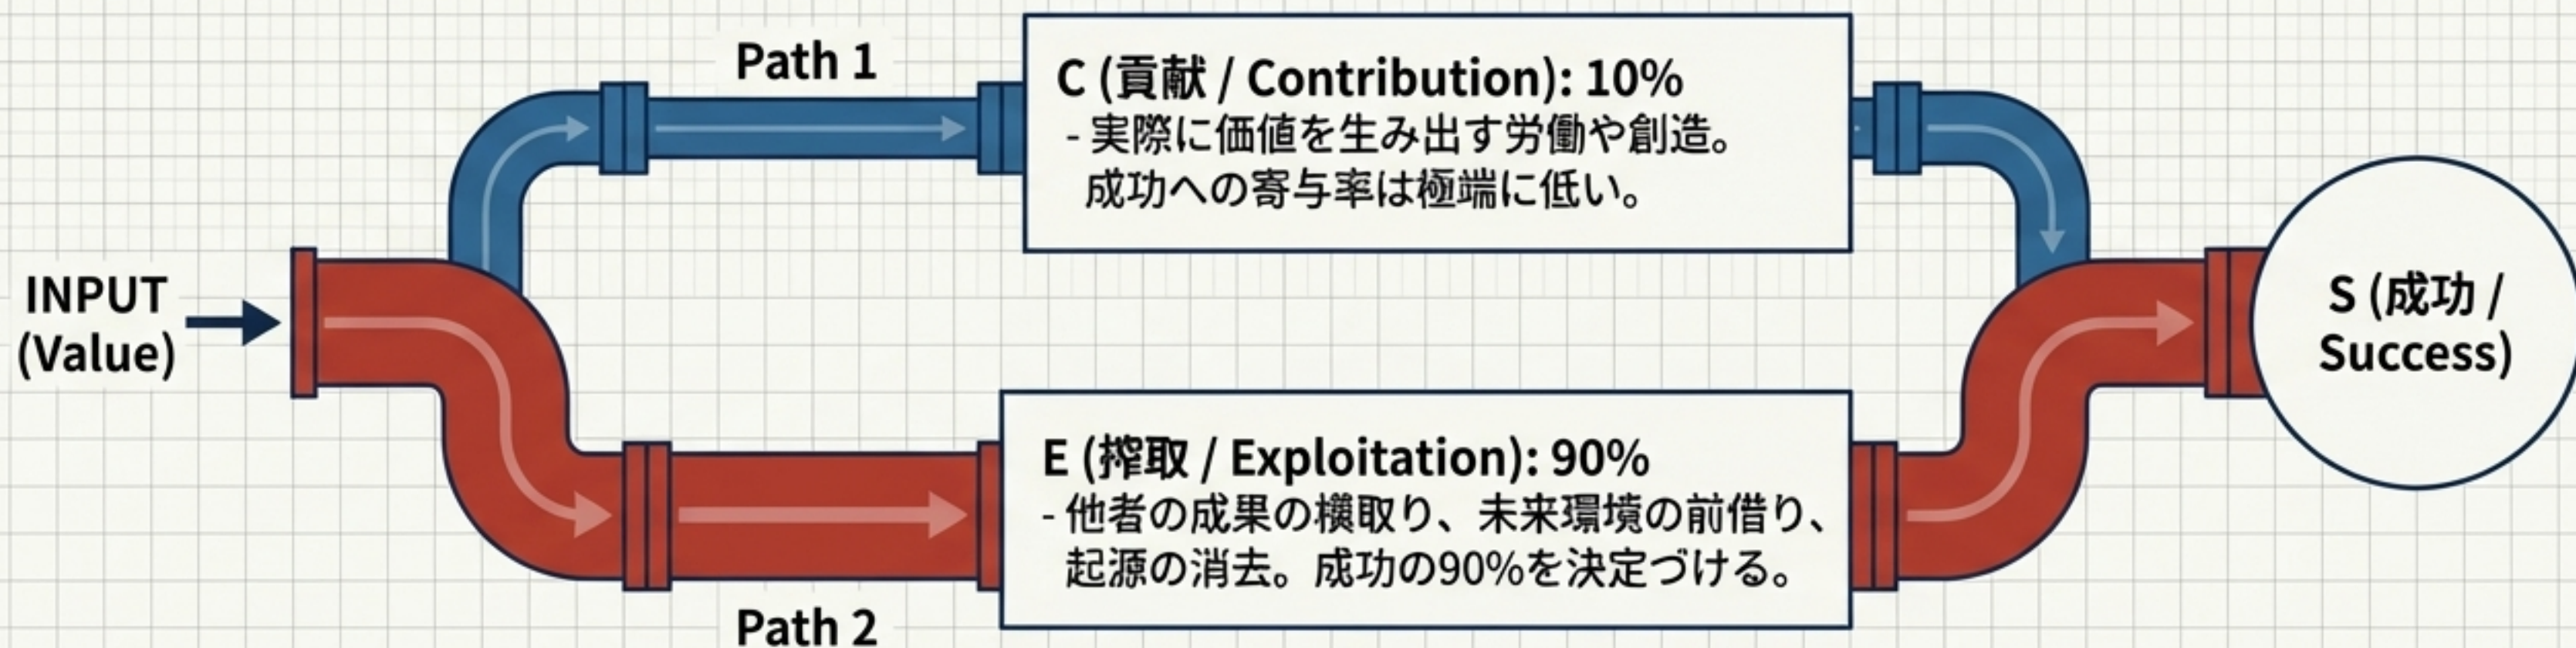 Path 1
C (貢献 / Contribution): 10%
- 実際に価値を生み出す労働や創造。
成功への寄与率は極端に低い。
INPUT
(Value)
S (成功 /
Success)
E (搾取 / Exploitation): 90%
- 他者の成果の横取り、未来環境の前借り、
起源の消去。成功の90%を決定づける。
Path 2